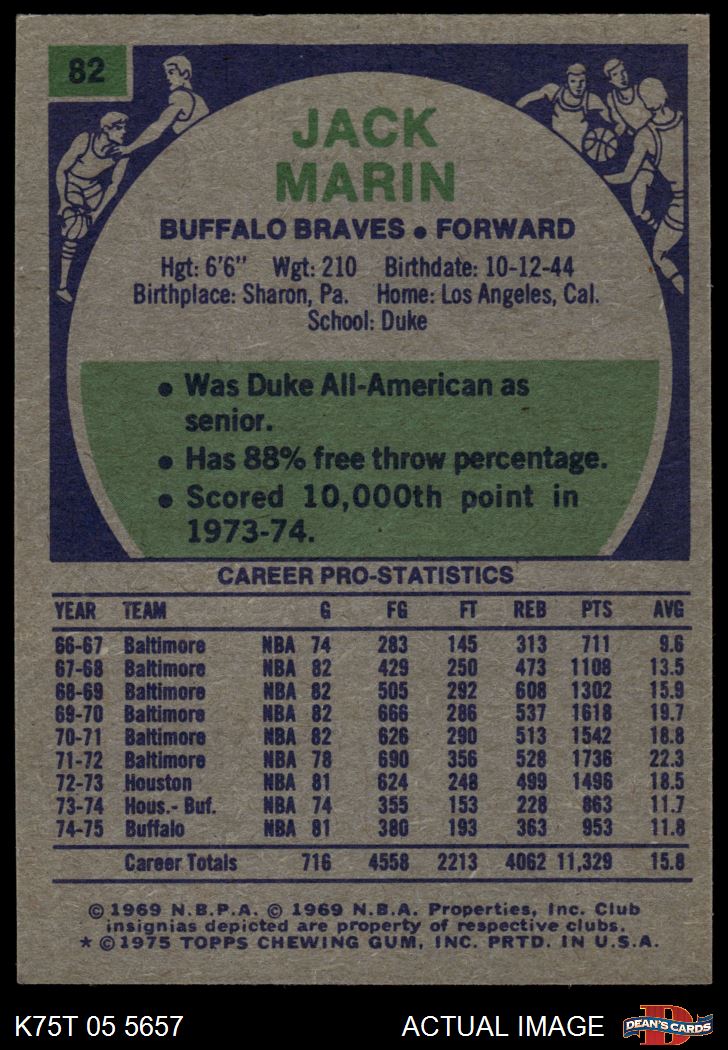 82
JACK
MARIN
BUFFALO BRAVES ● FORWARD
Hgt: 6'6" Wgt: 210 Birthdate: 10-12-44
Birthplace: Sharon, Pa. Home: Los Angeles, Cal.
School: Duke
● Was Duke All-American as
senior.
● Has 88% free throw percentage.
● Scored 10,000th point in
1973-74.
CAREER PRO-STATISTICS
YEAR TEAM G FG FT REB PTS AVG
66-67 Baltimore NBA 74 283 145 313 711 9.6
67-68 Baltimore NBA 82 429 250 473 1108 13.5
68-69 Baltimore NBA 82 505 292 608 1302 15.9
69-70 Baltimore NBA 82 666 286 537 1618 19.7
70-71 Baltimore NBA 82 626 290 513 1542 18.8
71-72 Baltimore NBA 78 690 356 528 1736 22.3
72-73 Houston NBA 81 624 248 499 1496 18.5
73-74 Hous.- Buf. NBA 74 355 153 228 863 11.7
74-75 Buffalo NBA 81 380 193 363 953 11.8
Career Totals 716 4558 2213 4062 11,329 15.8
© 1969 N.B.P.A. © 1969 N.B.A. Properties, Inc. Club
insignias depicted are property of respective clubs.
* © 1975 TOPPS CHEWING GUM, INC. PRTD. IN U.S.A.
K75T 05 5657 ACTUAL IMAGE
D
DEAN'S CARDS